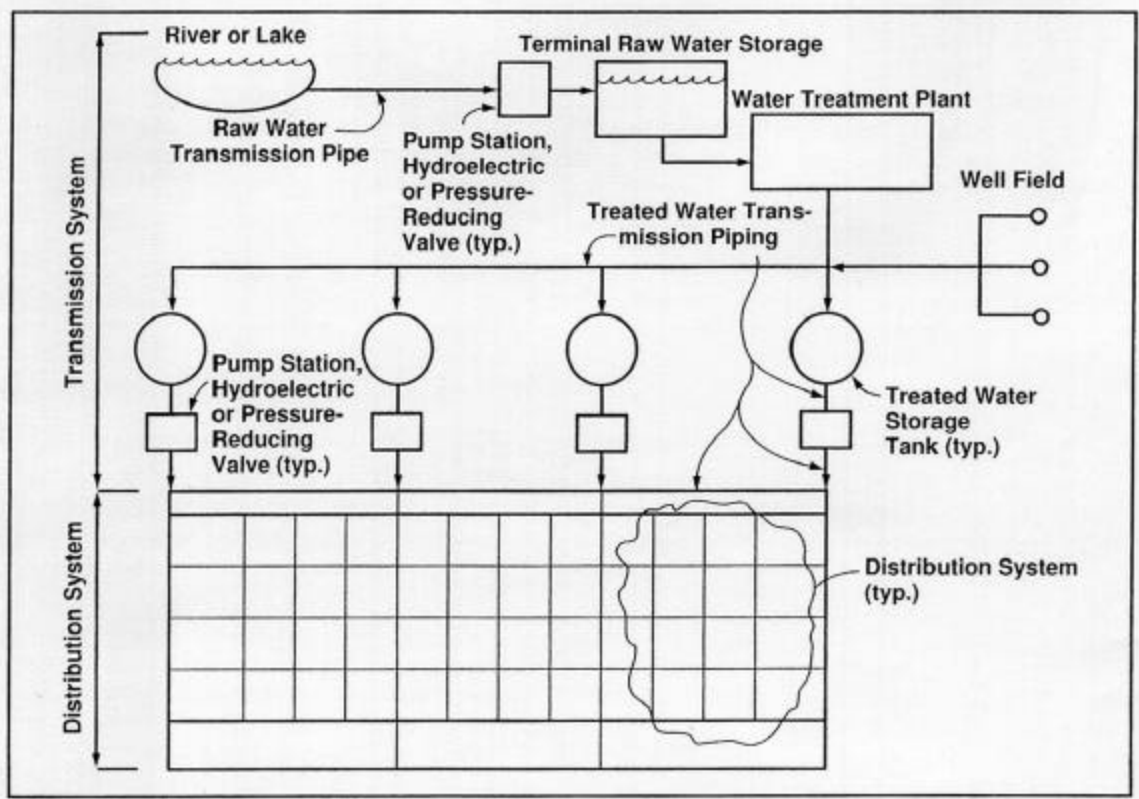 River or Lake
Terminal Raw Water Storage
Water Treatment Plant
Raw Water
Transmission Pipe
Pump Station,
Hydroelectric
or Pressure-
Reducing
Valve (typ.)
Well Field
Treated Water Trans-
mission Piping
Transmission System
Pump Station,
Hydroelectric
or Pressure-
Reducing
Valve (typ.)
Treated Water
Storage
Tank (typ.)
Distribution System
Distribution System
(typ.)